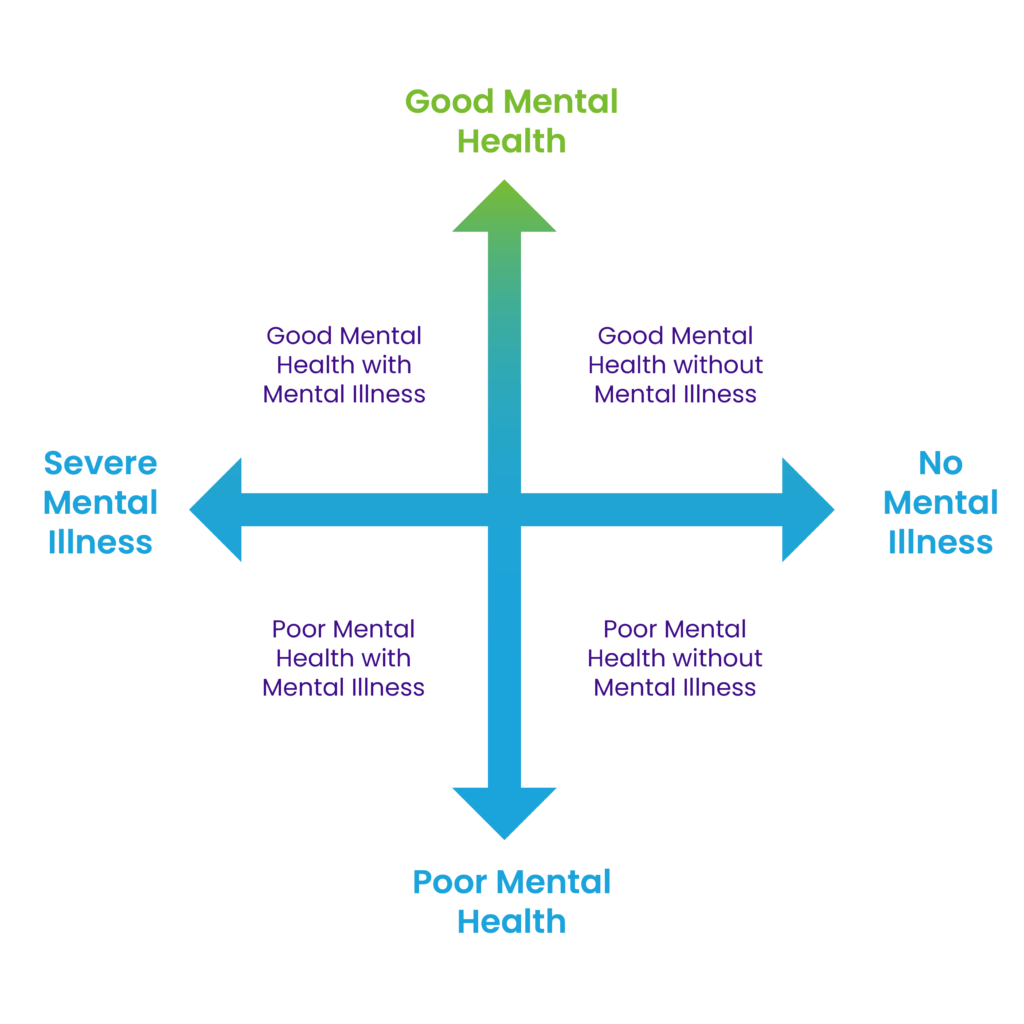 Good Mental
Health
Good Mental
Health with
Mental Illness
Good Mental
Health without
Mental Illness
Severe
Mental
Illness
No
Mental
Illness
Poor Mental
Health with
Mental Illness
Poor Mental
Health without
Mental Illness
Poor Mental
Health